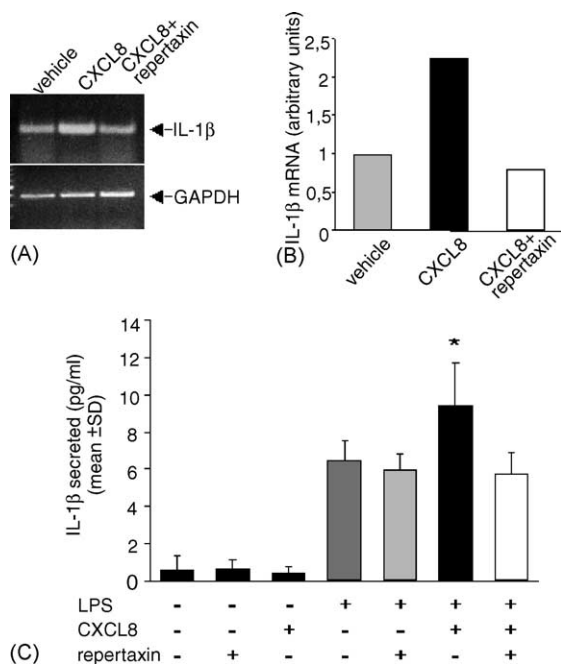 vehicle
CXCL8
CXCL8+
repertaxin
IL-1β
GAPDH
(A)
IL-1β mRNA (arbitrary units)
2,5
2
1,5
1
0,5
0
vehicle
CXCL8
CXCL8+
repertaxin
(B)
IL-1β secreted (pg/ml)
(mean ±SD)
14
12
10
8
6
4
2
0
*
LPS - - - + + + +
CXCL8 - - + - - + +
repertaxin - + - - + - +
(C)